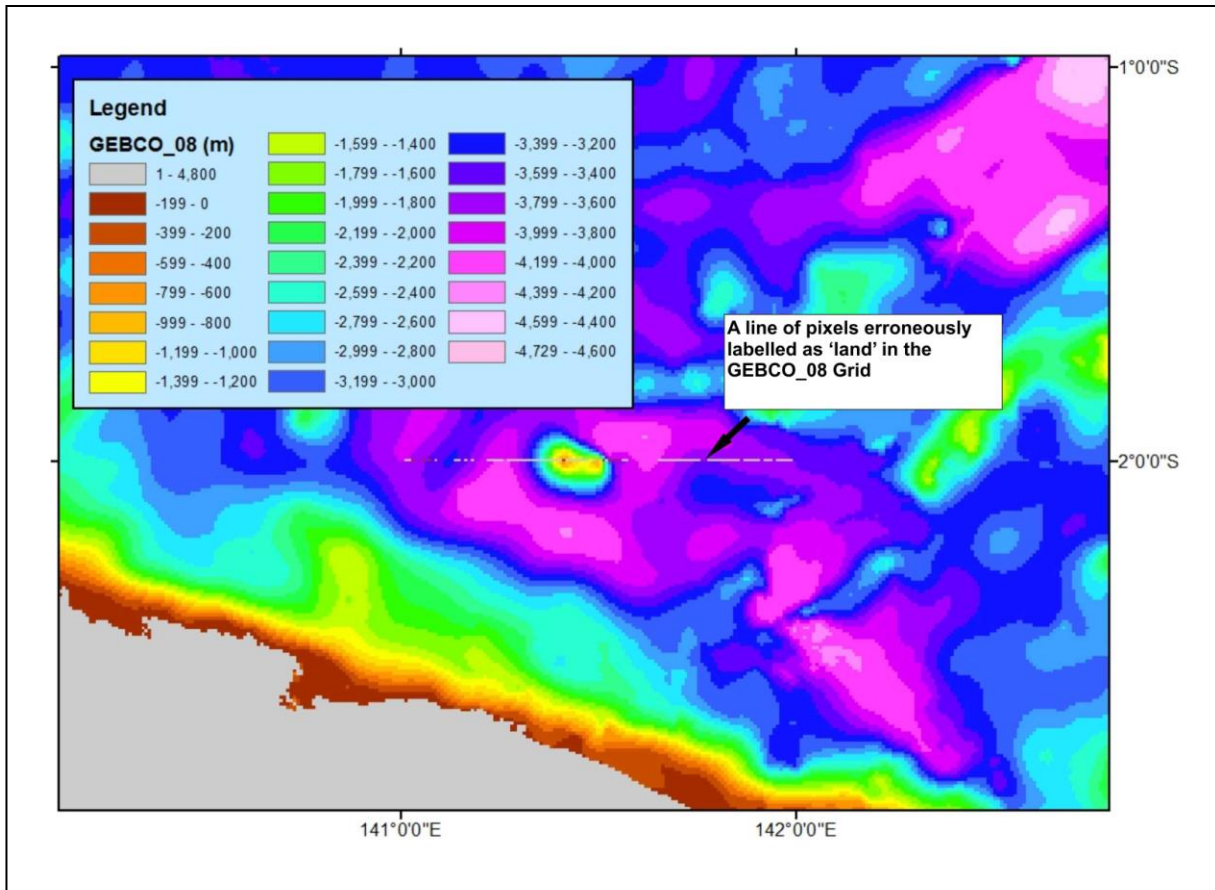 1°0'0"S
Legend
GEBCO_08 (m)
1 - 4,800
-199 - 0
-399 - -200
-599 - -400
-799 - -600
-999 - -800
-1,199 - -1,000
-1,399 - -1,200
-1,599 - -1,400
-1,799 - -1,600
-1,999 - -1,800
-2,199 - -2,000
-2,399 - -2,200
-2,599 - -2,400
-2,799 - -2,600
-2,999 - -2,800
-3,199 - -3,000
-3,399 - -3,200
-3,599 - -3,400
-3,799 - -3,600
-3,999 - -3,800
-4,199 - -4,000
-4,399 - -4,200
-4,599 - -4,400
-4,729 - -4,600
A line of pixels erroneously
labelled as ‘land’ in the
GEBCO_08 Grid
2°0'0"S
141°0'0"E
142°0'0"E